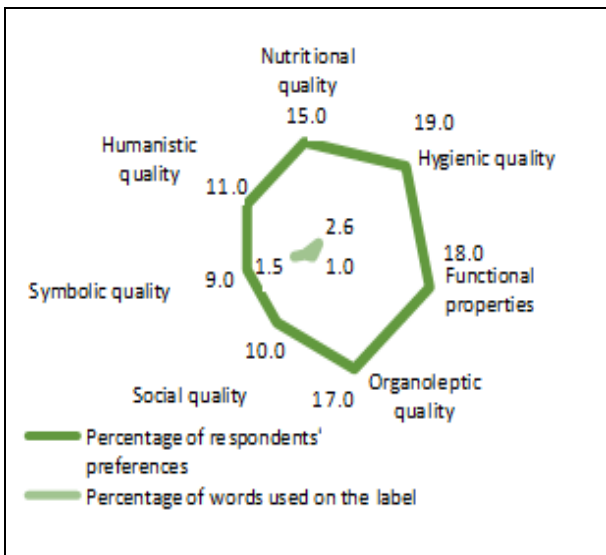 Nutritional
quality
15.0
19.0
Humanistic
quality
Hygienic quality
11.0
2.6
18.0
1.5
1.0
Functional
properties
9.0
Symbolic quality
10.0
Organoleptic
quality
Social quality
17.0
Percentage of respondents'
preferences
Percentage of words used on the label